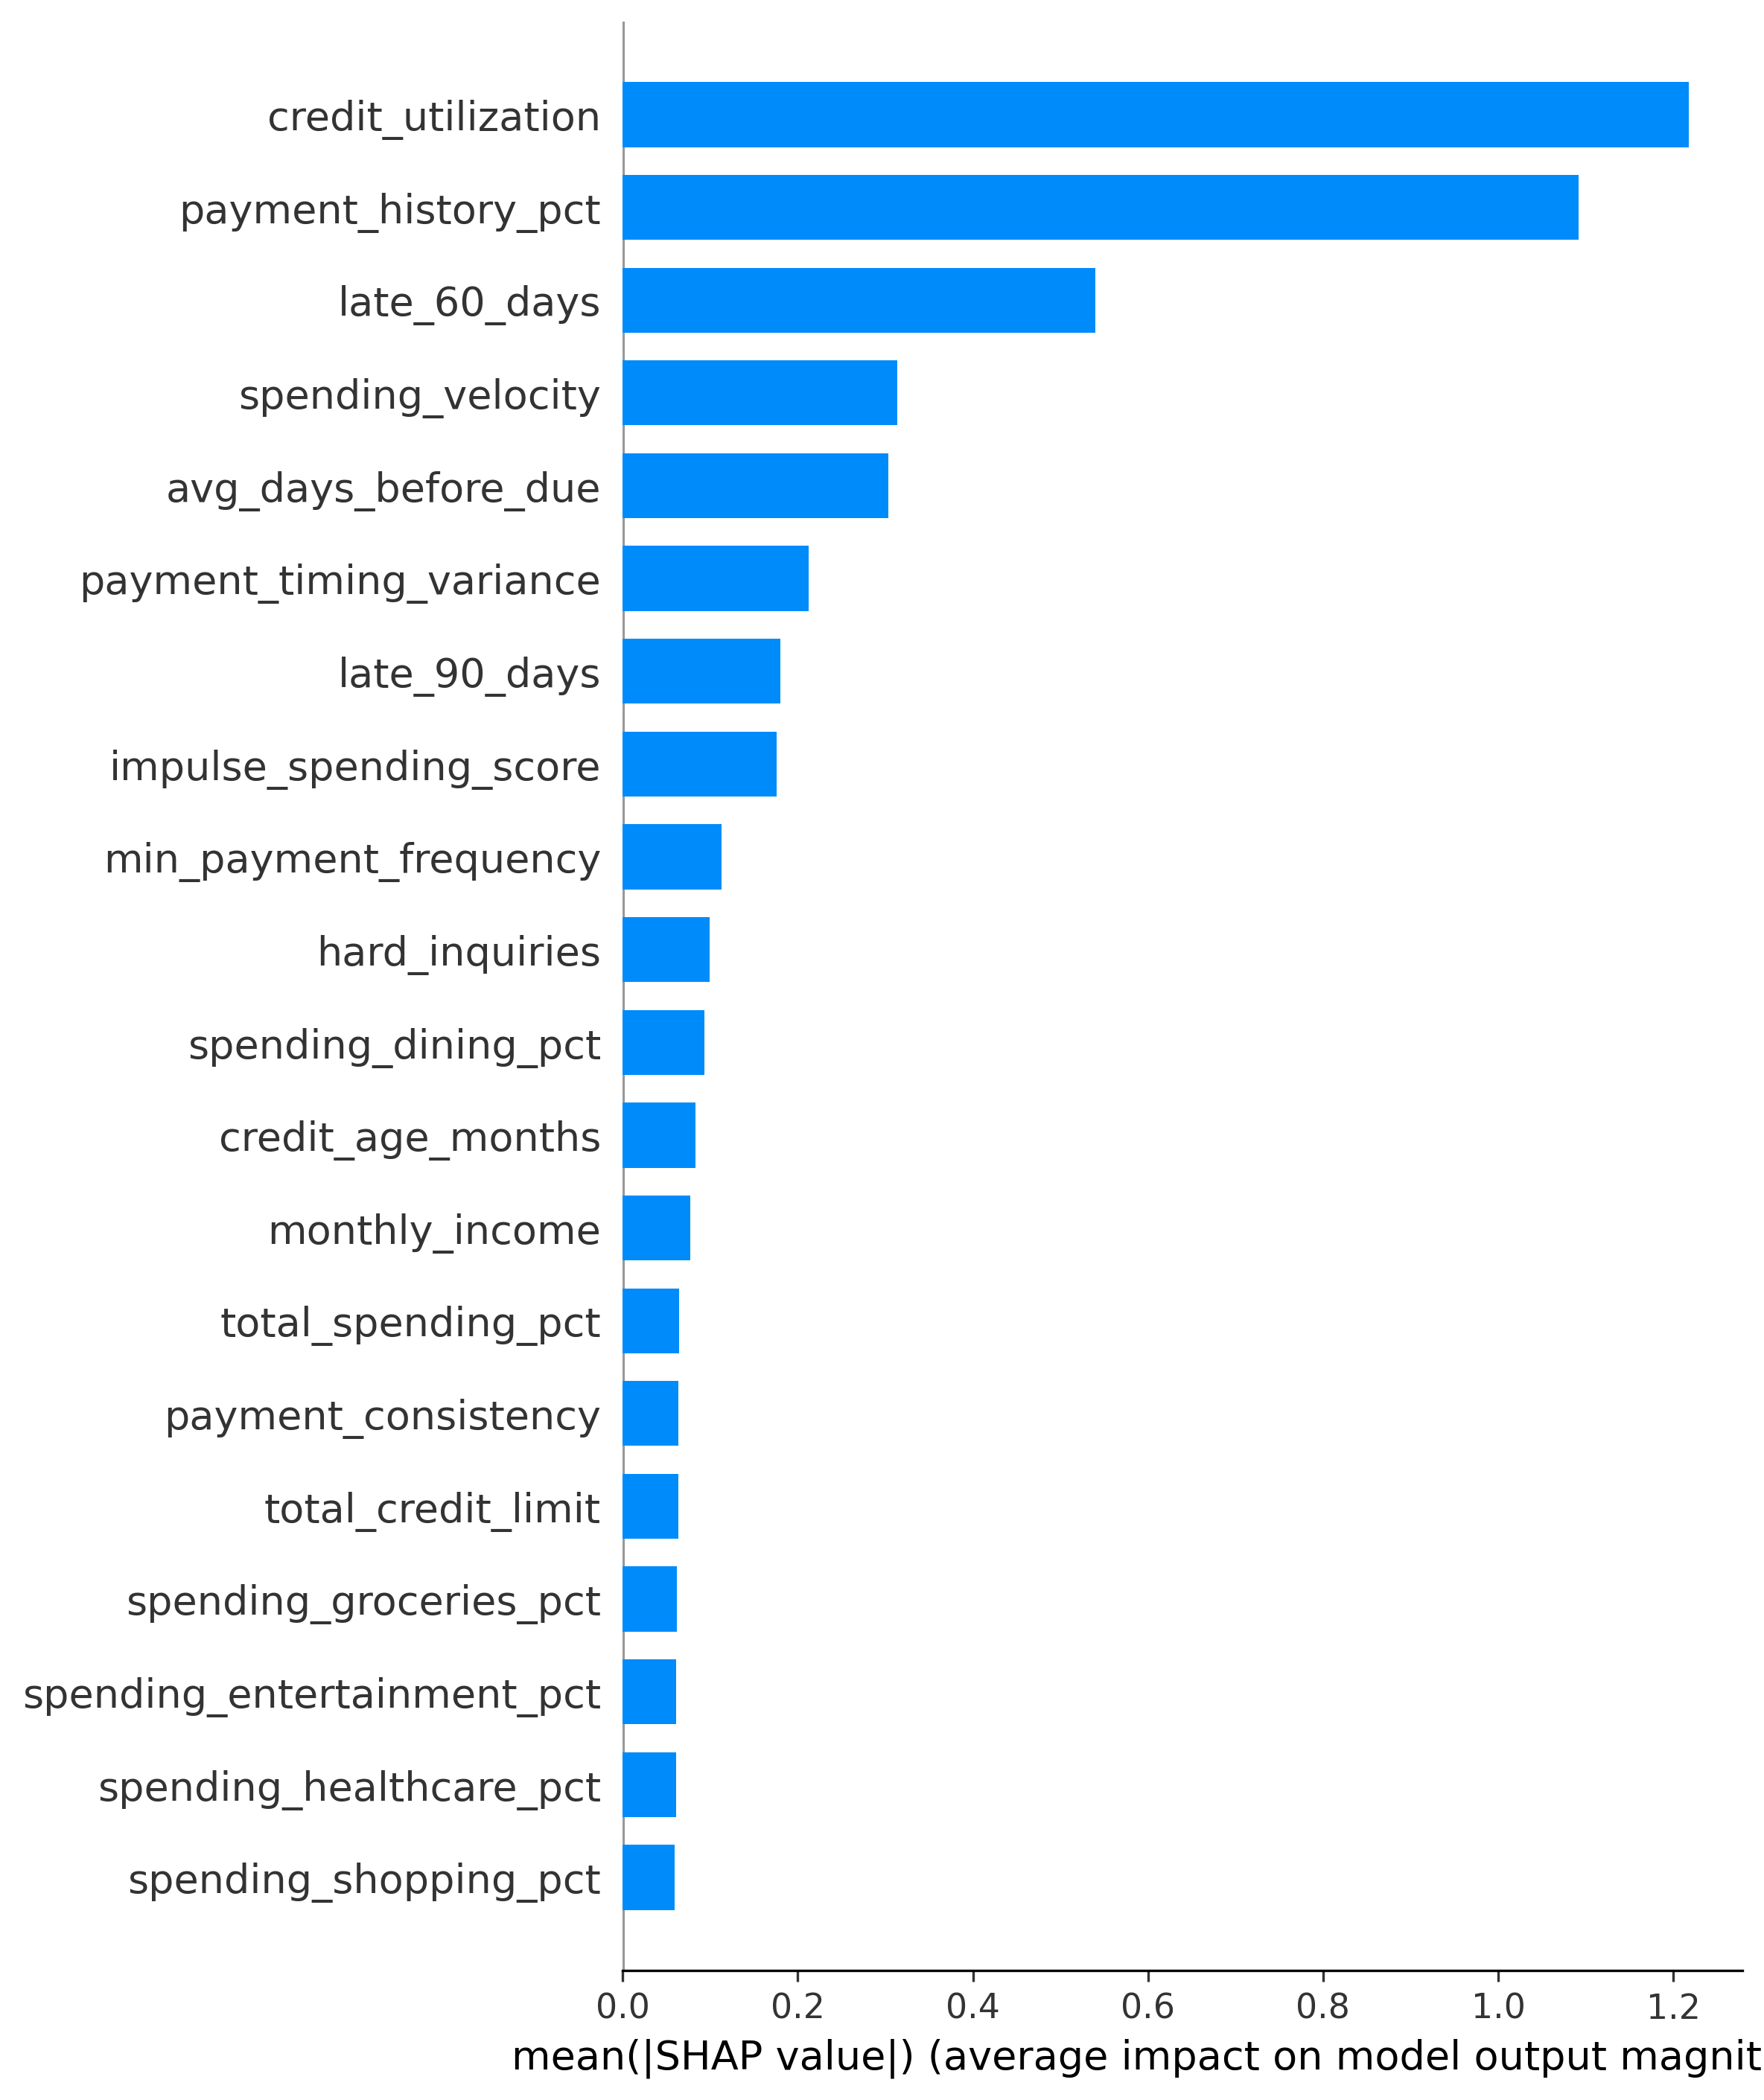 credit_utilization
payment_history_pct
late_60_days
spending_velocity
avg_days_before_due
payment_timing_variance
late_90_days
impulse_spending_score
min_payment_frequency
hard_inquiries
spending_dining_pct
credit_age_months
monthly_income
total_spending_pct
payment_consistency
total_credit_limit
spending_groceries_pct
spending_entertainment_pct
spending_healthcare_pct
spending_shopping_pct
0.0 0.2 0.4 0.6 0.8 1.0 1.2
mean(|SHAP value|) (average impact on model output magnit